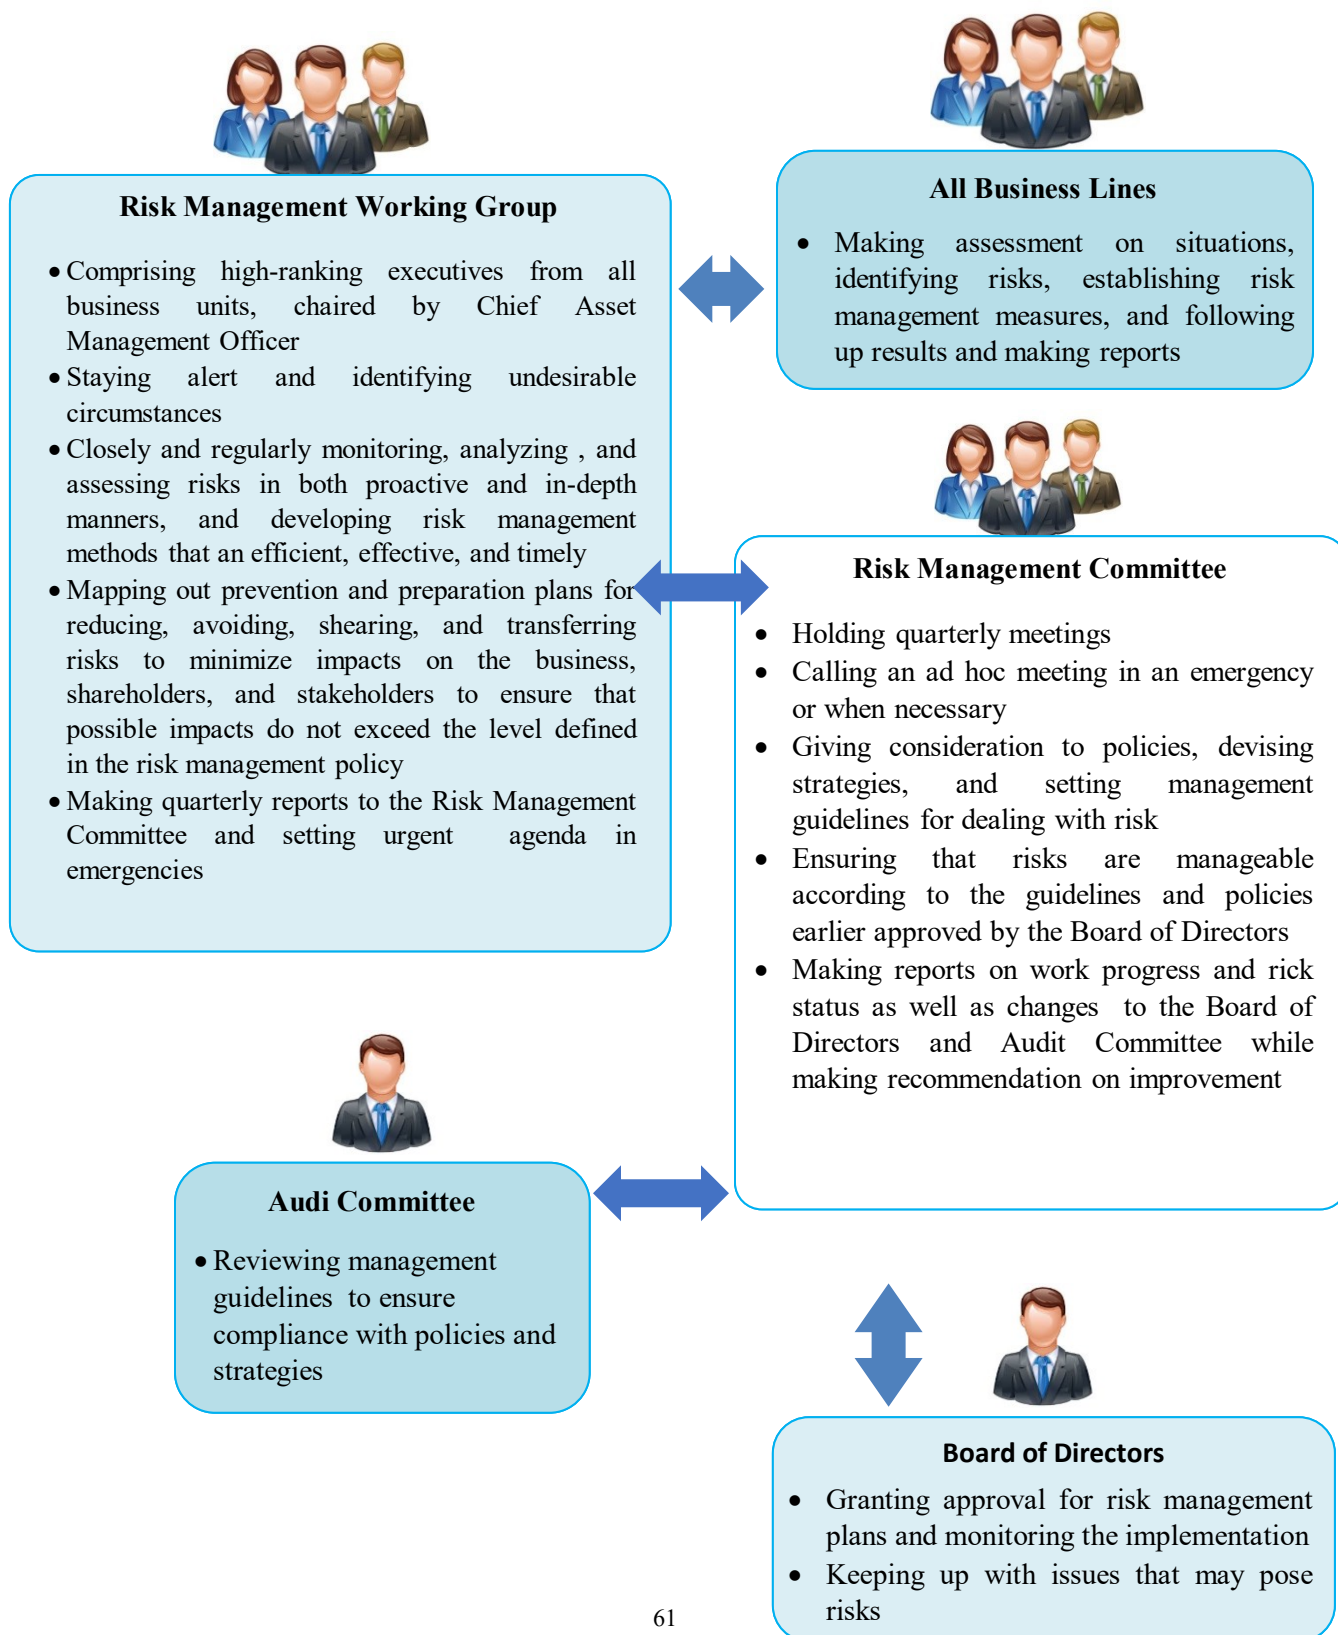 Risk Management Working Group
• Comprising high-ranking executives from all
business units, chaired by Chief Asset
Management Officer
• Staying alert and identifying undesirable
circumstances
• Closely and regularly monitoring, analyzing , and
assessing risks in both proactive and in-depth
manners, and developing risk management
methods that an efficient, effective, and timely
• Mapping out prevention and preparation plans for
reducing, avoiding, shearing, and transferring
risks to minimize impacts on the business,
shareholders, and stakeholders to ensure that
possible impacts do not exceed the level defined
in the risk management policy
• Making quarterly reports to the Risk Management
Committee and setting urgent agenda in
emergencies
All Business Lines
• Making assessment on situations,
identifying risks, establishing risk
management measures, and following
up results and making reports
Risk Management Committee
• Holding quarterly meetings
• Calling an ad hoc meeting in an emergency
or when necessary
• Giving consideration to policies, devising
strategies, and setting management
guidelines for dealing with risk
• Ensuring that risks are manageable
according to the guidelines and policies
earlier approved by the Board of Directors
• Making reports on work progress and rick
status as well as changes to the Board of
Directors and Audit Committee while
making recommendation on improvement
Audi Committee
• Reviewing management
guidelines to ensure
compliance with policies and
strategies
Board of Directors
• Granting approval for risk management
plans and monitoring the implementation
• Keeping up with issues that may pose
risks
61